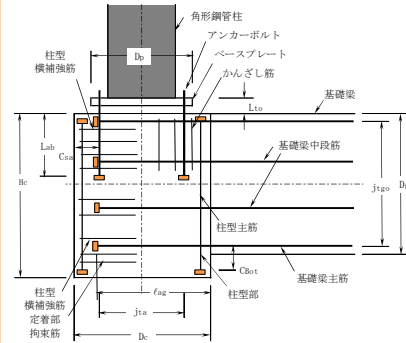 角形鋼管柱
アンカーボルト
柱型
横補強筋
Dp
ベースプレート
かんざし筋
基礎梁
Lto
Lab
Csa
基礎梁中段筋
Hc
jtgo
D
柱型主筋
CBot
基礎梁主筋
柱型
横補強筋
定着部
拘束筋
ℓag
柱型部
jta
Dc